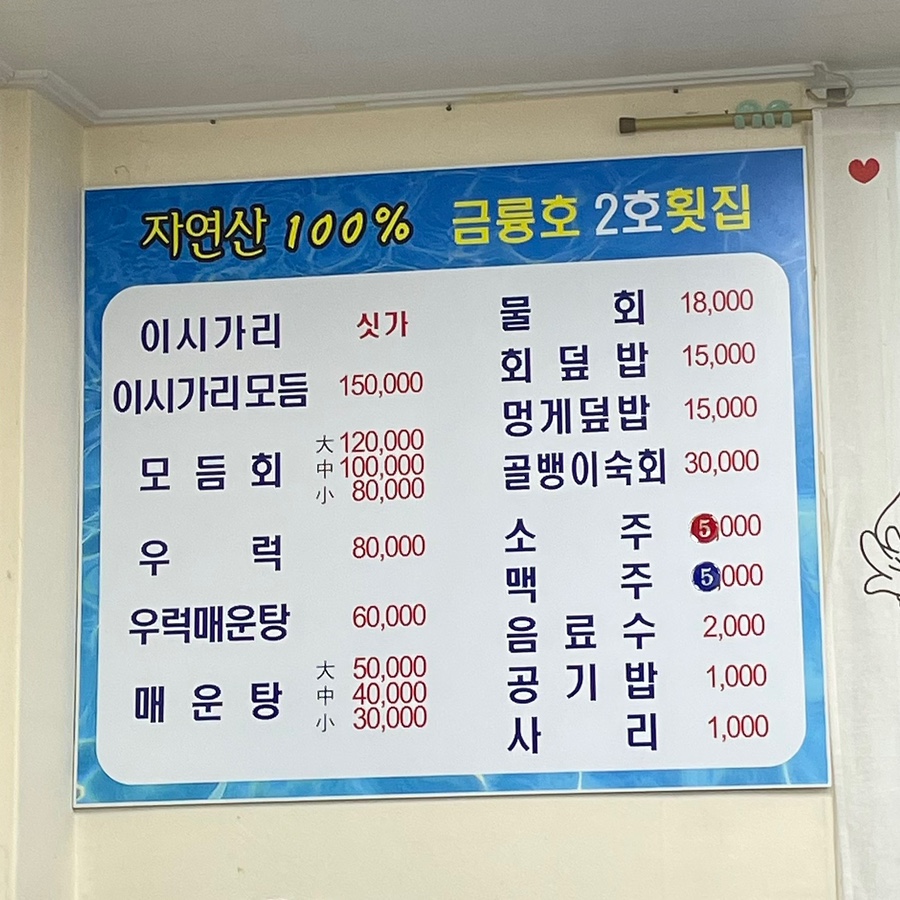 자연산 100% 금륭호 2호횟집
이시가리 싯가
이시가리모듬 150,000
모듬회 大 120,000
中 100,000
小 80,000
우럭 80,000
우럭매운탕 60,000
매운탕 大 50,000
中 40,000
小 30,000
물회 18,000
회덮밥 15,000
멍게덮밥 15,000
골뱅이숙회 30,000
소주 5,000
맥주 5,000
음료수 2,000
공기밥 1,000
사리 1,000